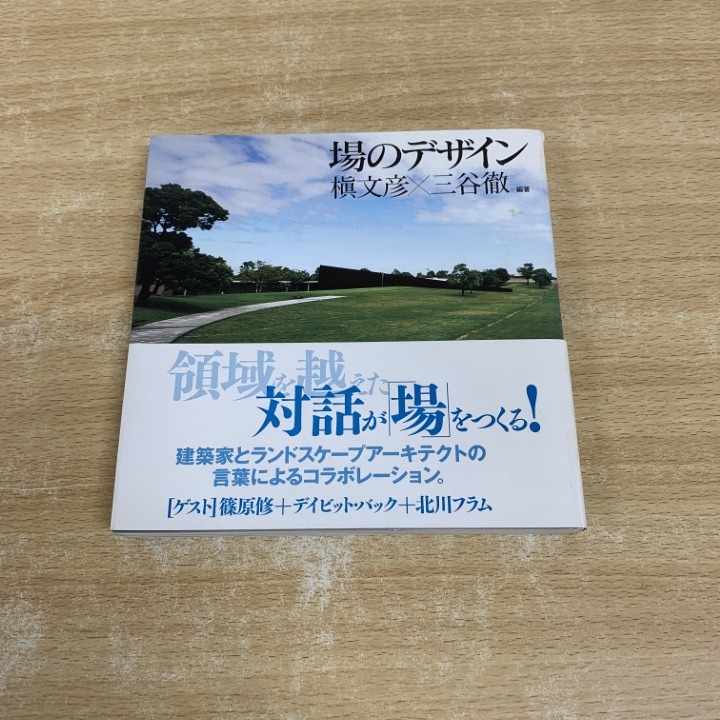 場のデザイン
槇文彦×三谷徹 編著
領域を越えた
対話が「場」をつくる!
建築家とランドスケープアーキテクトの
言葉によるコラボレーション。
[ゲスト]篠原修+デイビット・バック+北川フラム